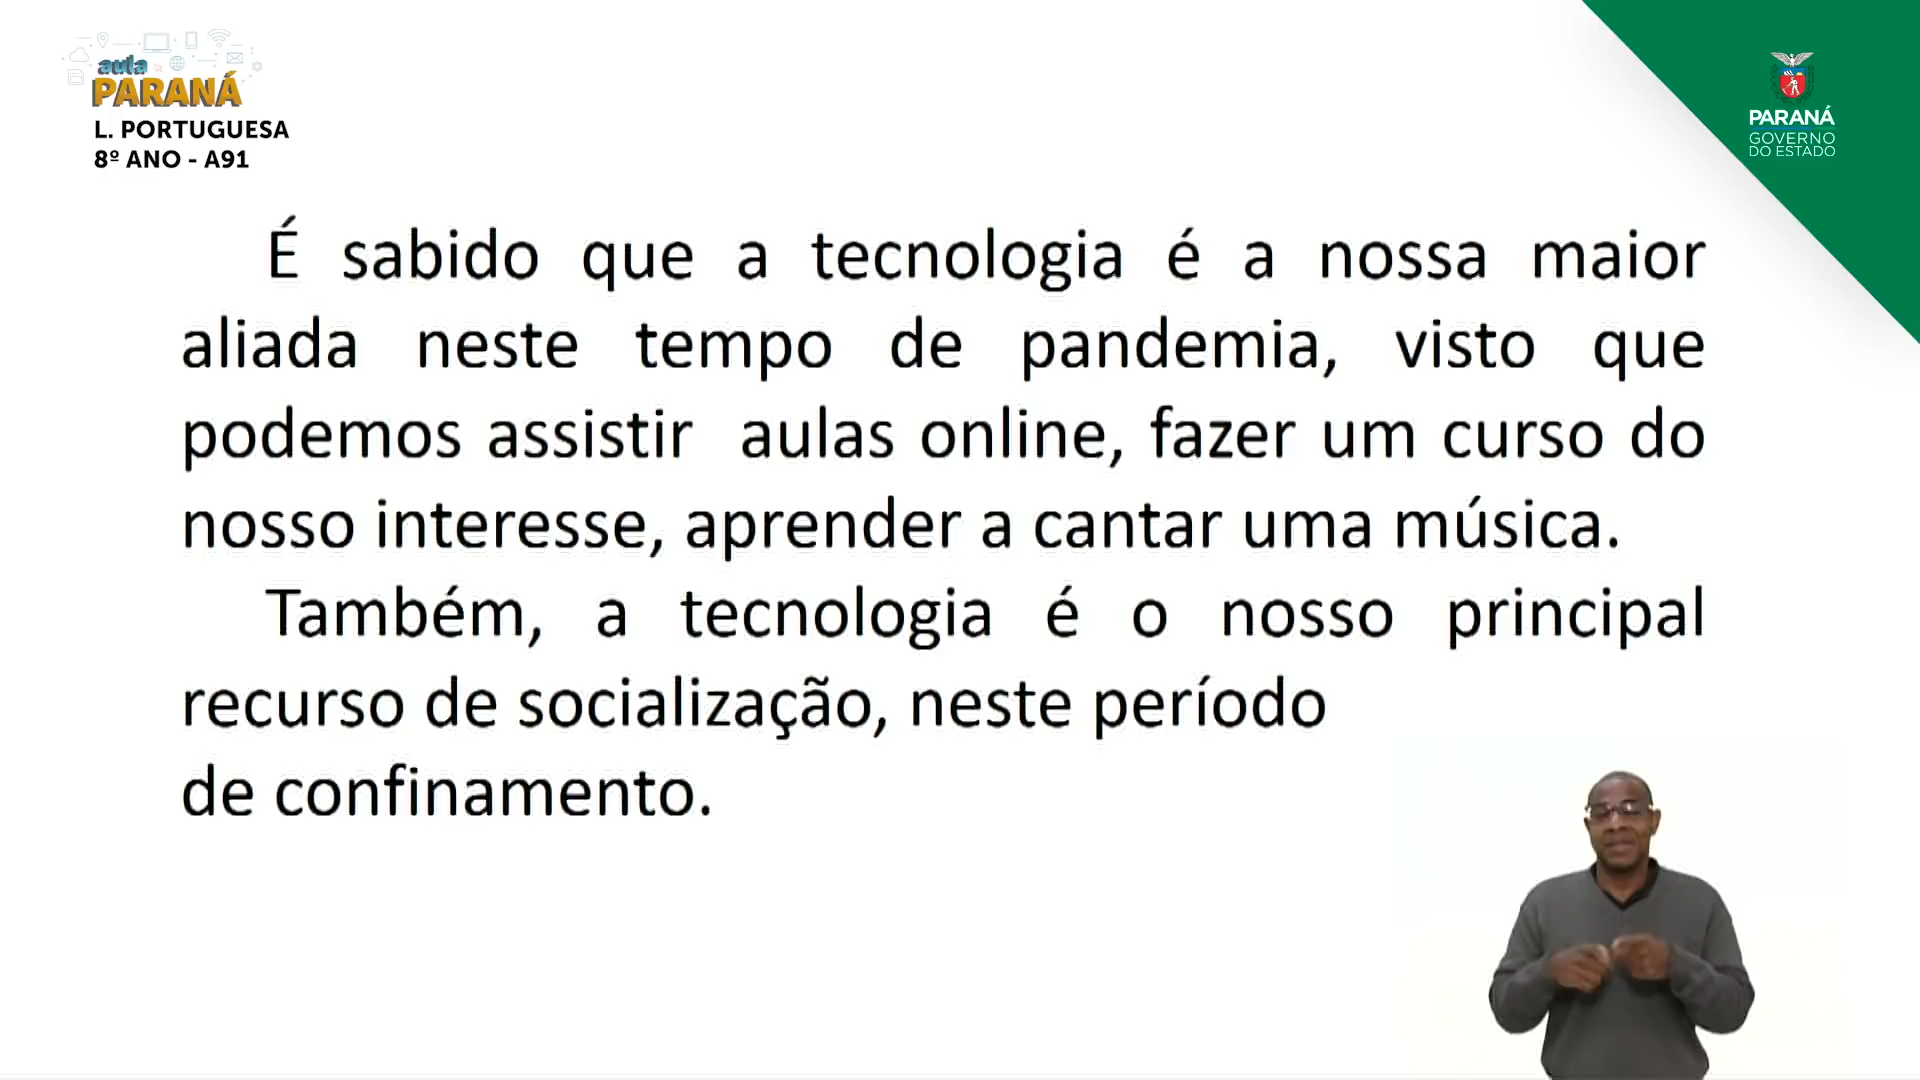 aula
PARANÁ
L. PORTUGUESA
8º ANO - A91
PARANÁ
GOVERNO
DO ESTADO
É sabido que a tecnologia é a nossa maior
aliada neste tempo de pandemia, visto que
podemos assistir aulas online, fazer um curso do
nosso interesse, aprender a cantar uma música.
Também, a tecnologia é o nosso principal
recurso de socialização, neste período
de confinamento.